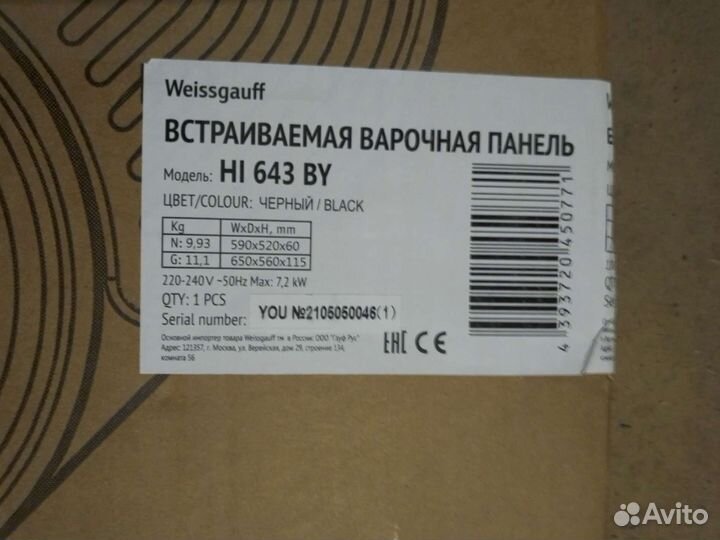 Weissgauff
ВСТРАИВАЕМАЯ ВАРОЧНАЯ ПАНЕЛЬ
Модель: HI 643 BY
ЦВЕТ/COLOUR: ЧЕРНЫЙ / BLACK
Kg WxDxH, mm
N: 9,93 590x520x60
G: 11,1 650x560x115
220-240V ~50Hz Max: 7,2 kW
QTY: 1 PCS
Serial number: YOU №2105050046(1)
Основной импортер товара Weissgauff тм в России: ООО "Гауф Рус"
Адрес: 121357, г. Москва, ул. Верейская, дом 29, строение 134,
комната 56
EAC CE
4 393720 450771
Avito